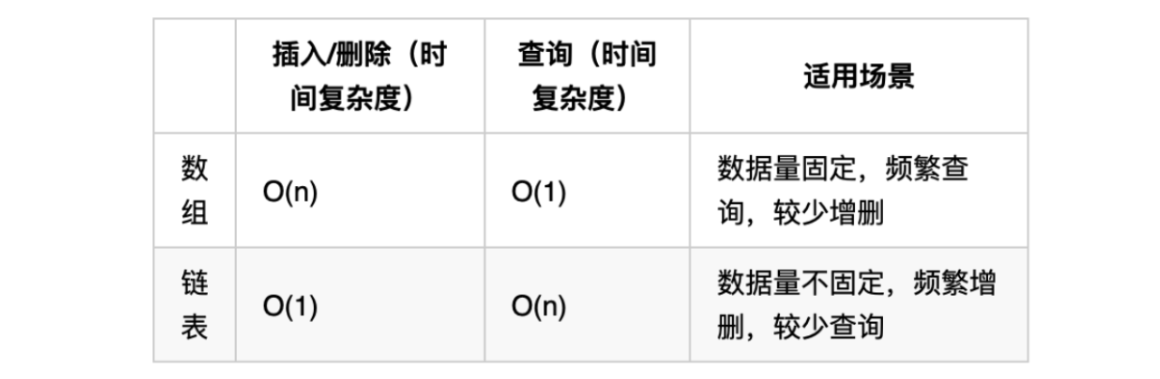 插入/删除（时
间复杂度）
查询（时间
复杂度）
适用场景
数
组
O(n)
O(1)
数据量固定，频繁查
询，较少增删
链
表
O(1)
O(n)
数据量不固定，频繁增
删，较少查询